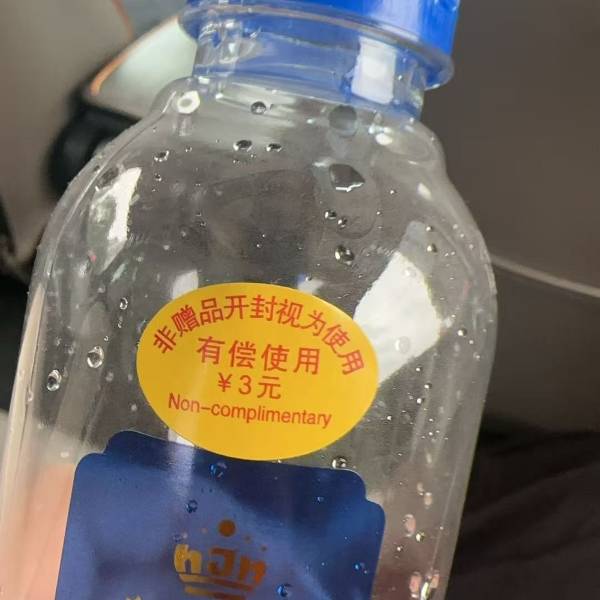 非赠品开封视为使用
有偿使用
￥3元
Non-complimentary